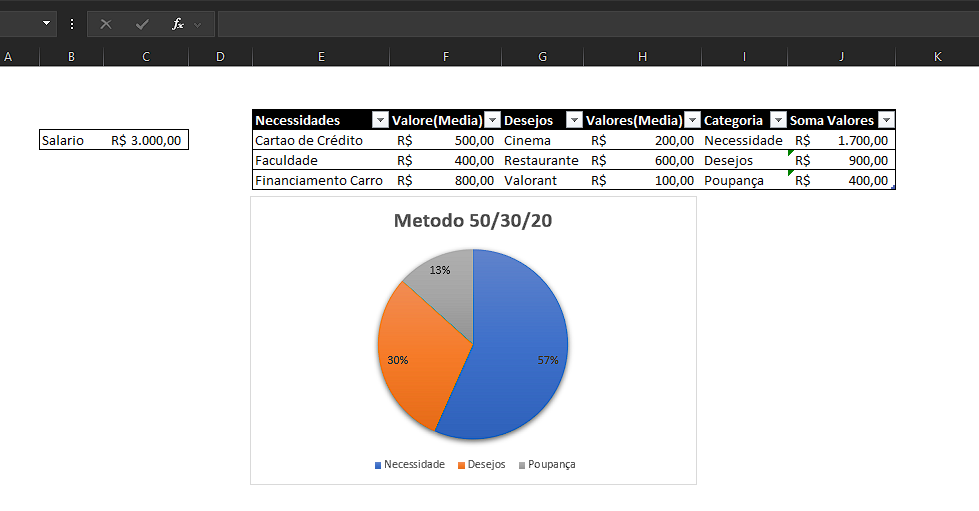 fx
A B C D E F G H I J K
Necessidades Valore(Media) Desejos Valores(Media) Categoria Soma Valores
Salario R$ 3.000,00 Cartao de Crédito R$ 500,00 Cinema R$ 200,00 Necessidade R$ 1.700,00
Faculdade R$ 400,00 Restaurante R$ 600,00 Desejos R$ 900,00
Financiamento Carro R$ 800,00 Valorant R$ 100,00 Poupança R$ 400,00
Metodo 50/30/20
13%
30% 57%
Necessidade Desejos Poupança